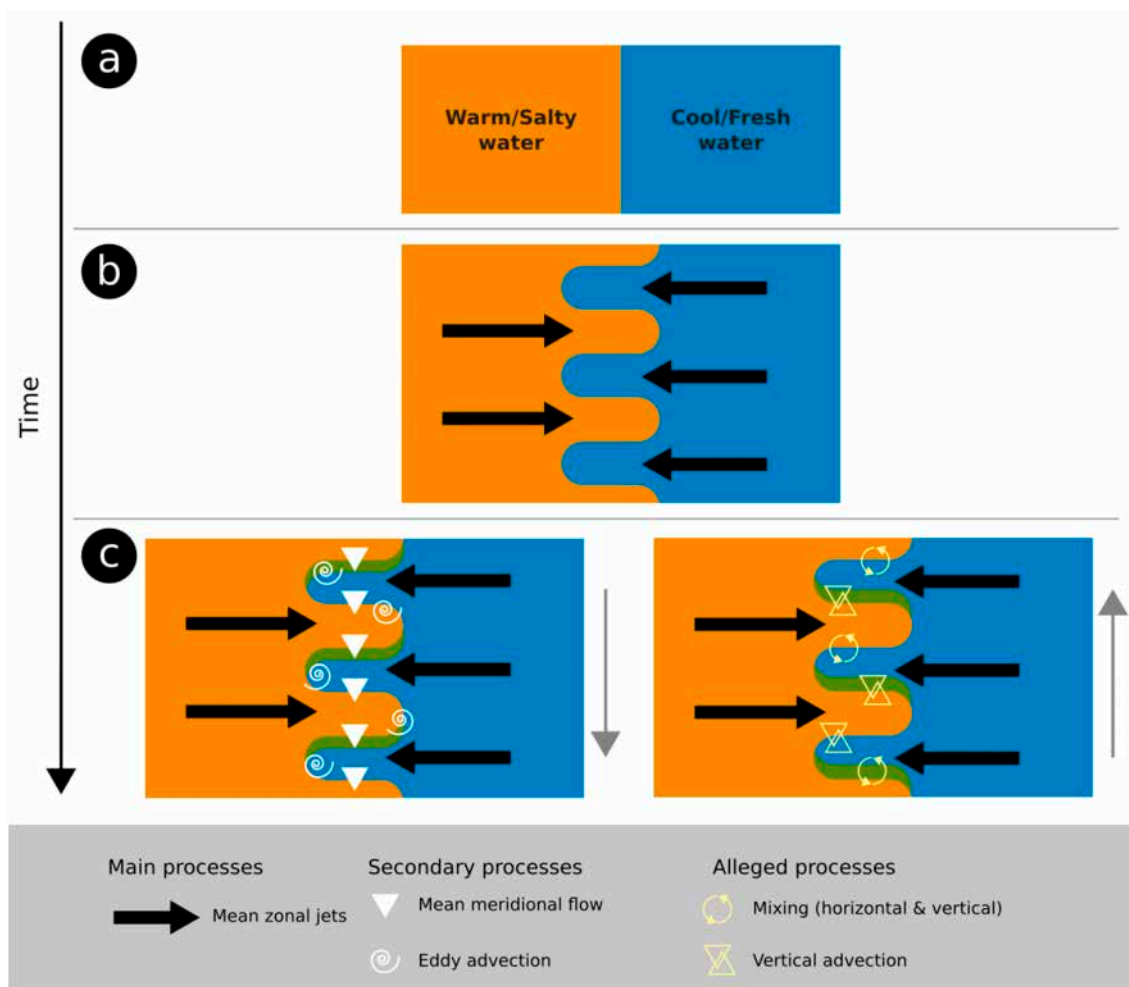 a
Warm/Salty
water
Cool/Fresh
water
b
Time
c
Main processes
Mean zonal jets
Secondary processes
Mean meridional flow
Eddy advection
Alleged processes
Mixing (horizontal & vertical)
Vertical advection